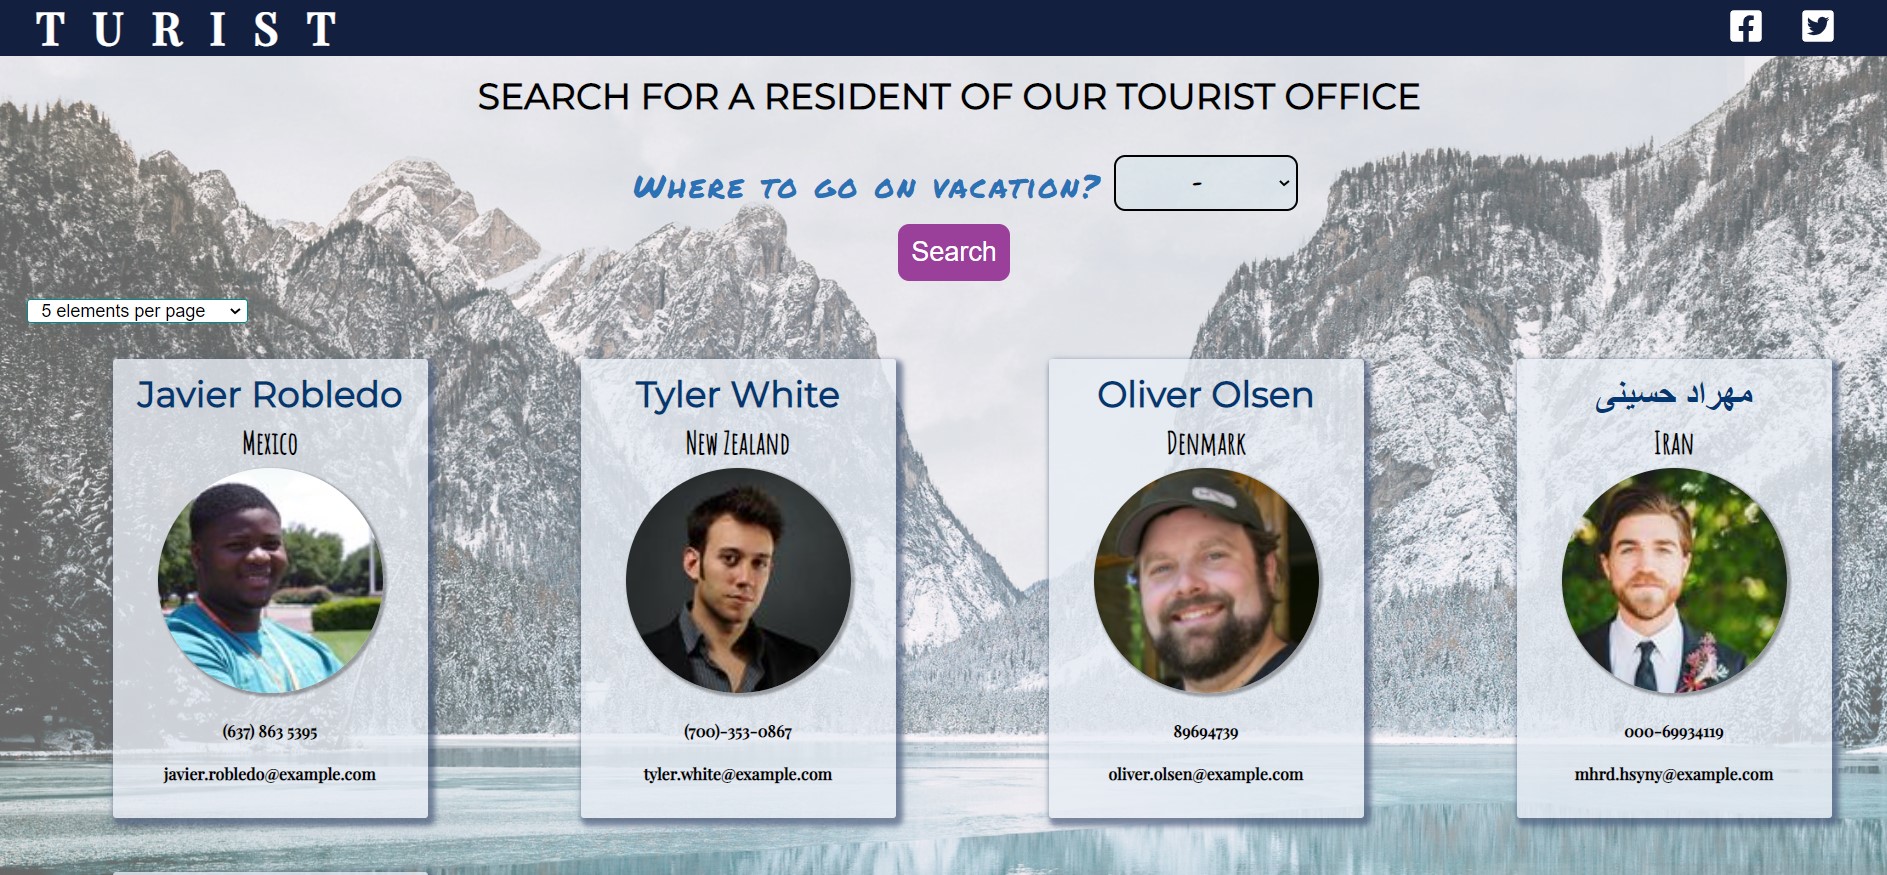 TURIST
SEARCH FOR A RESIDENT OF OUR TOURIST OFFICE
Where to go on vacation? -
Search
5 elements per page
Javier Robledo
Mexico
(637) 863 5395
javier.robledo@example.com
Tyler White
New Zealand
(700)-353-0867
tyler.white@example.com
Oliver Olsen
Denmark
89694739
oliver.olsen@example.com
مهراد حسینی
Iran
000-69934119
mhrd.hsyny@example.com